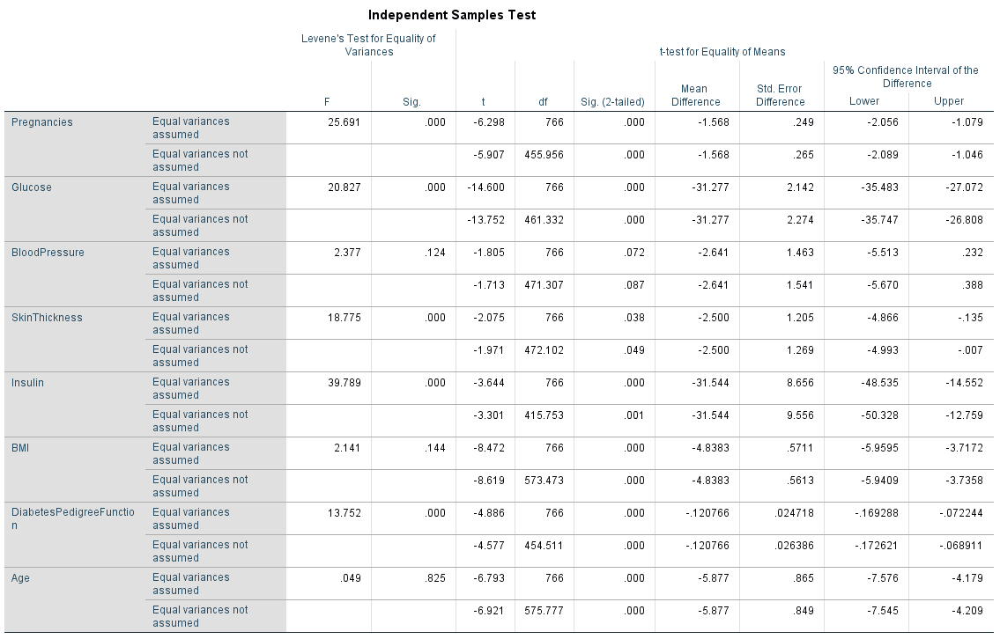 Independent Samples Test
Levene's Test for Equality of Variances
t-test for Equality of Means
95% Confidence Interval of the Difference
F Sig. t df Sig. (2-tailed) Mean Difference Std. Error Difference Lower Upper
Pregnancies Equal variances assumed 25.691 .000 -6.298 766 .000 -1.568 .249 -2.056 -1.079
Equal variances not assumed -5.907 455.956 .000 -1.568 .265 -2.089 -1.046
Glucose Equal variances assumed 20.827 .000 -14.600 766 .000 -31.277 2.142 -35.483 -27.072
Equal variances not assumed -13.752 461.332 .000 -31.277 2.274 -35.747 -26.808
BloodPressure Equal variances assumed 2.377 .124 -1.805 766 .072 -2.641 1.463 -5.513 .232
Equal variances not assumed -1.713 471.307 .087 -2.641 1.541 -5.670 .388
SkinThickness Equal variances assumed 18.775 .000 -2.075 766 .038 -2.500 1.205 -4.866 -.135
Equal variances not assumed -1.971 472.102 .049 -2.500 1.269 -4.993 -.007
Insulin Equal variances assumed 39.789 .000 -3.644 766 .000 -31.544 8.656 -48.535 -14.552
Equal variances not assumed -3.301 415.753 .001 -31.544 9.556 -50.328 -12.759
BMI Equal variances assumed 2.141 .144 -8.472 766 .000 -4.8383 .5711 -5.9595 -3.7172
Equal variances not assumed -8.619 573.473 .000 -4.8383 .5613 -5.9409 -3.7358
DiabetesPedigreeFunction Equal variances assumed 13.752 .000 -4.886 766 .000 -.120766 .024718 -.169288 -.072244
Equal variances not assumed -4.577 454.511 .000 -.120766 .026386 -.172621 -.068911
Age Equal variances assumed .049 .825 -6.793 766 .000 -5.877 .865 -7.576 -4.179
Equal variances not assumed -6.921 575.777 .000 -5.877 .849 -7.545 -4.209